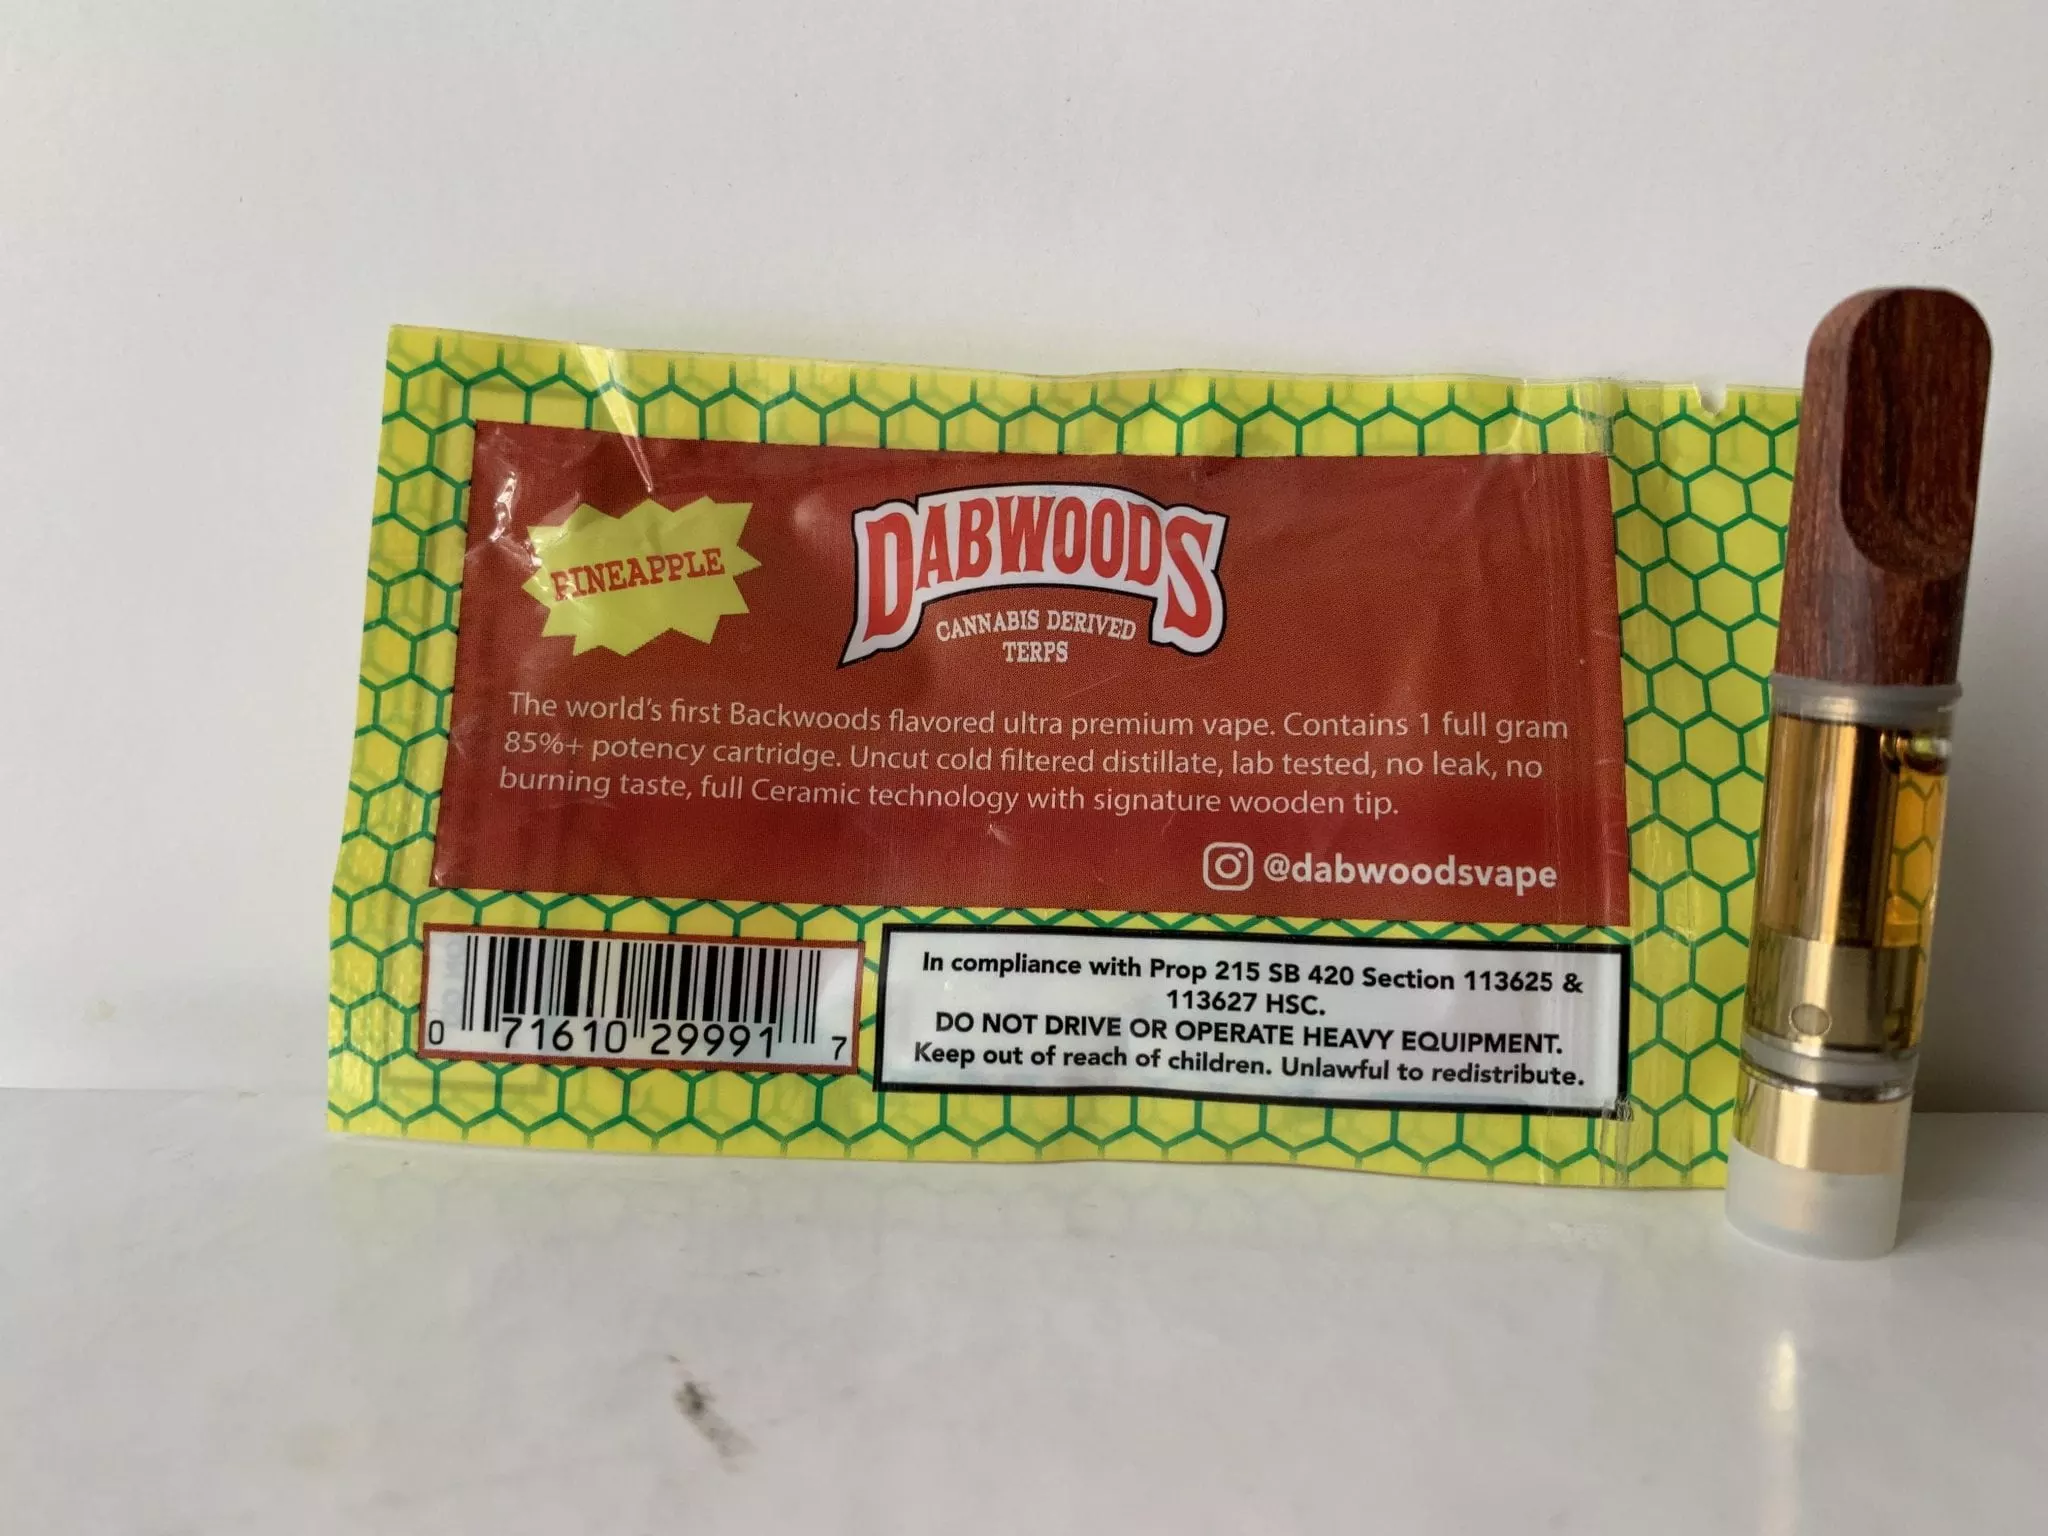 PINEAPPLE
DABWOODS
CANNABIS DERIVED
TERPS
The world's first Backwoods flavored ultra premium vape. Contains 1 full gram
85%+ potency cartridge. Uncut cold filtered distillate, lab tested, no leak, no
burning taste, full Ceramic technology with signature wooden tip.
@dabwoodsvape
0 71610 29991 7
In compliance with Prop 215 SB 420 Section 113625 &
113627 HSC.
DO NOT DRIVE OR OPERATE HEAVY EQUIPMENT.
Keep out of reach of children. Unlawful to redistribute.